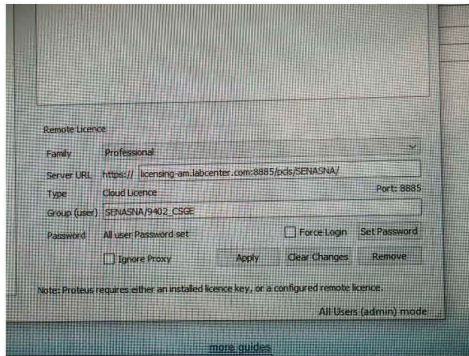 Remote Licence
Family Professional
Server URL https:// licensing-am.labcenter.com:8885/pcls/SENASNA/
Type Cloud Licence Port: 8885
Group (user) SENASNA/9402_CSGE
Password All user Password set Force Login Set Password
Ignore Proxy Apply Clear Changes Remove
Note: Proteus requires either an installed licence key, or a configured remote licence.
All Users (admin) mode
more guides